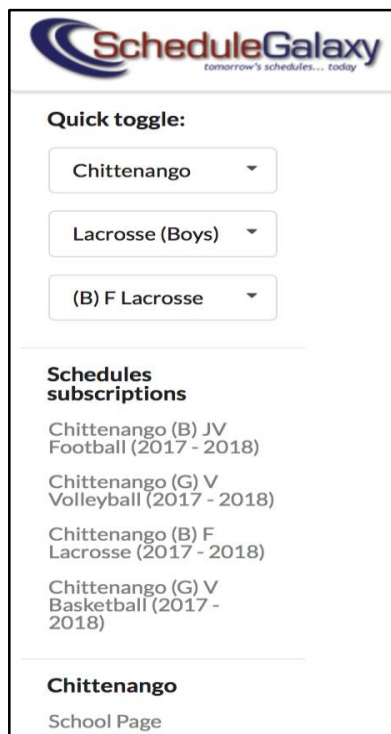 ScheduleGalaxy
tomorrow's schedules... today
Quick toggle:
Chittenango
Lacrosse (Boys)
(B) F Lacrosse
Schedules
subscriptions
Chittenango (B) JV
Football (2017 - 2018)
Chittenango (G) V
Volleyball (2017 - 2018)
Chittenango (B) F
Lacrosse (2017 - 2018)
Chittenango (G) V
Basketball (2017 -
2018)
Chittenango
School Page